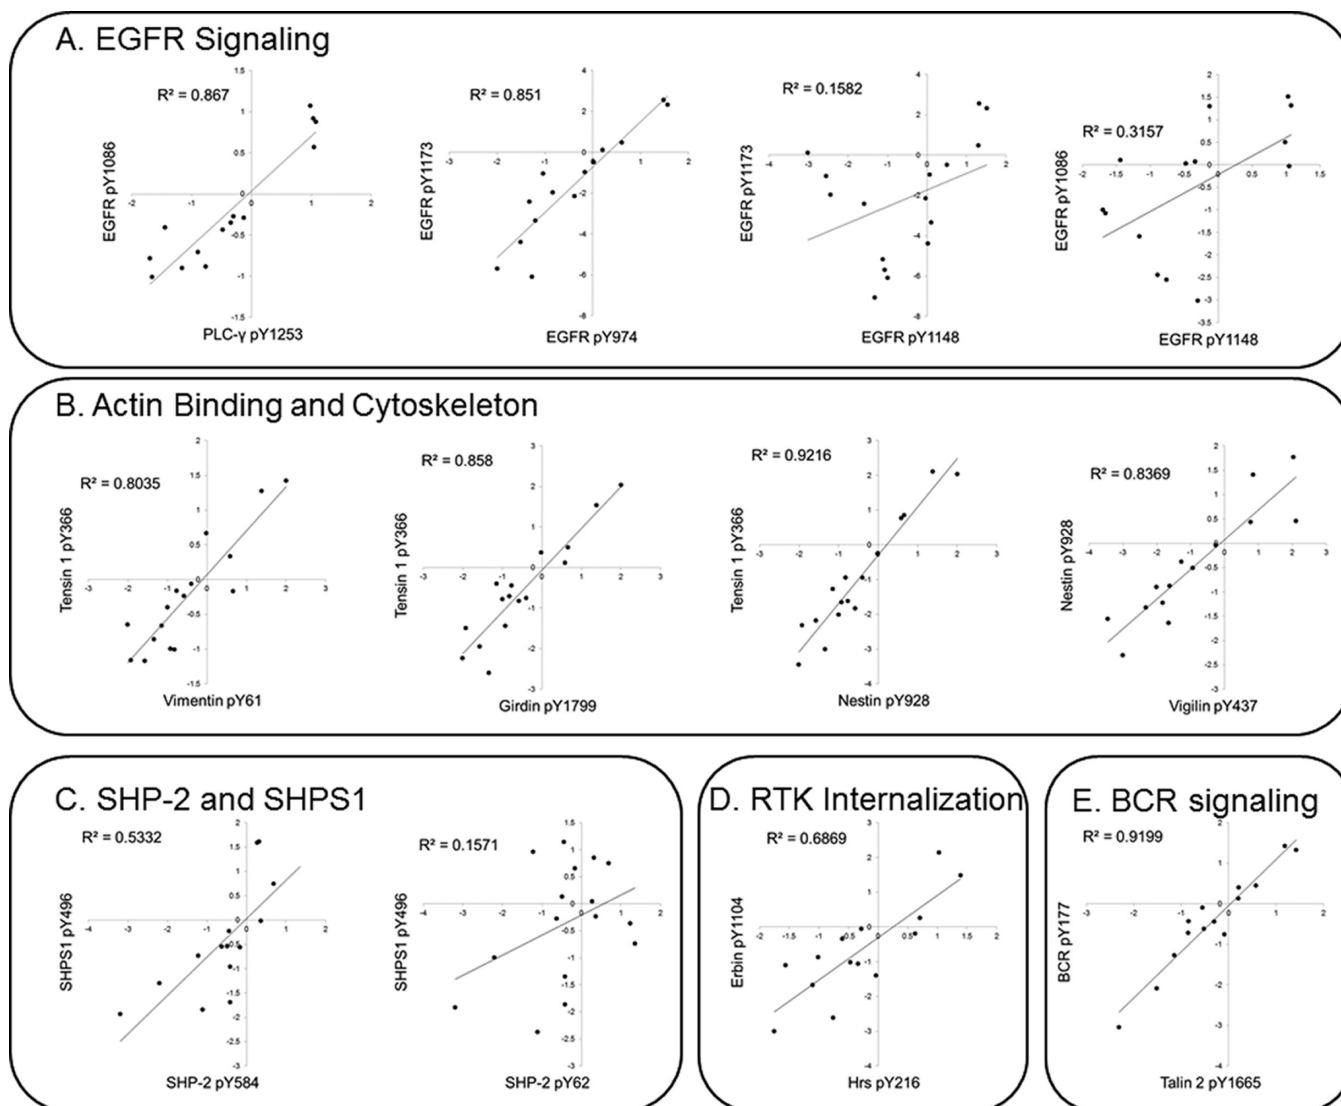 A. EGFR Signaling
R² = 0.867
EGFR pY1086
PLC-γ pY1253
R² = 0.851
EGFR pY1173
EGFR pY974
R² = 0.1582
EGFR pY1173
EGFR pY1148
R² = 0.3157
EGFR pY1086
EGFR pY1148
B. Actin Binding and Cytoskeleton
R² = 0.8035
Tensin 1 pY366
Vimentin pY61
R² = 0.858
Tensin 1 pY366
Girdin pY1799
R² = 0.9216
Tensin 1 pY366
Nestin pY928
R² = 0.8369
Nestin pY928
Vigilin pY437
C. SHP-2 and SHPS1
R² = 0.5332
SHPS1 pY496
SHP-2 pY584
R² = 0.1571
SHPS1 pY496
SHP-2 pY62
D. RTK Internalization
R² = 0.6869
Erbin pY1104
Hrs pY216
E. BCR signaling
R² = 0.9199
BCR pY177
Talin 2 pY1665